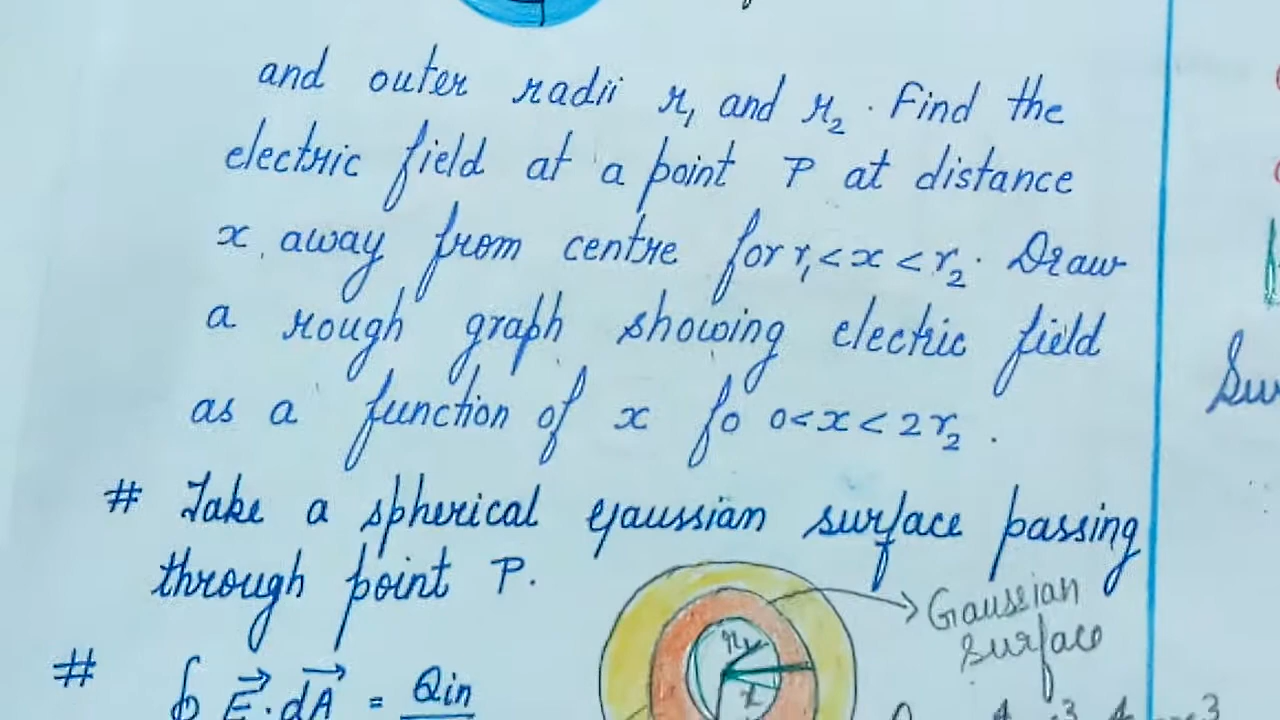 and outer radii r₁ and r₂. Find the
electric field at a point P at distance
x away from centre for r₁<x<r₂. Draw
a rough graph showing electric field
as a function of x fo 0<x<2r₂.
# Take a spherical gaussian surface passing
through point P.
Gaussian
surface
r₁
x
# ∮ E⃗.dA⃗ = Qin